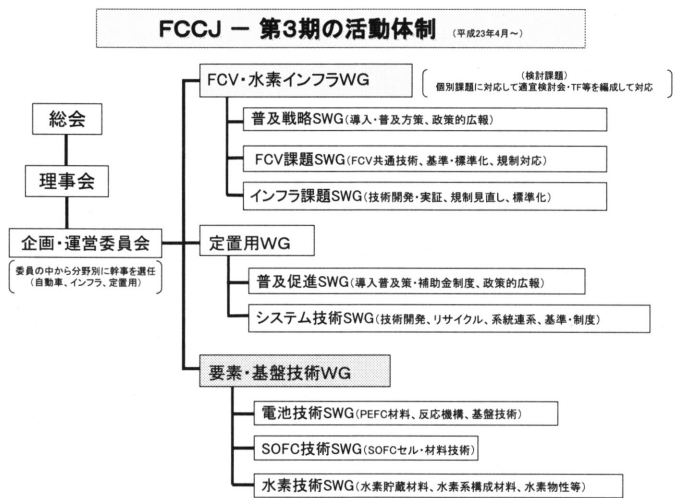 FCCJ － 第3期の活動体制 （平成23年4月～）
FCV・水素インフラWG
（検討課題）
個別課題に対応して適宜検討会・TF等を編成して対応
普及戦略SWG（導入・普及方策、政策的広報）
FCV課題SWG（FCV共通技術、基準・標準化、規制対応）
インフラ課題SWG（技術開発・実証、規制見直し、標準化）
総会
理事会
企画・運営委員会
委員の中から分野別に幹事を選任
（自動車、インフラ、定置用）
定置用WG
普及促進SWG（導入普及策・補助金制度、政策的広報）
システム技術SWG（技術開発、リサイクル、系統連系、基準・制度）
要素・基盤技術WG
電池技術SWG（PEFC材料、反応機構、基盤技術）
SOFC技術SWG（SOFCセル・材料技術）
水素技術SWG（水素貯蔵材料、水素系構成材料、水素物性等）